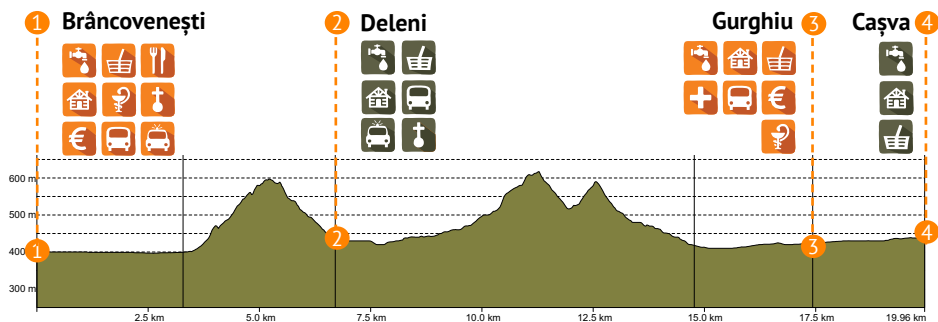 1 Brâncovenești 2 Deleni Gurghiu 3 Cașva 4
€
€
600 m
500 m
400 m
300 m
1 2 3 4
2.5 km 5.0 km 7.5 km 10.0 km 12.5 km 15.0 km 17.5 km 19.96 km